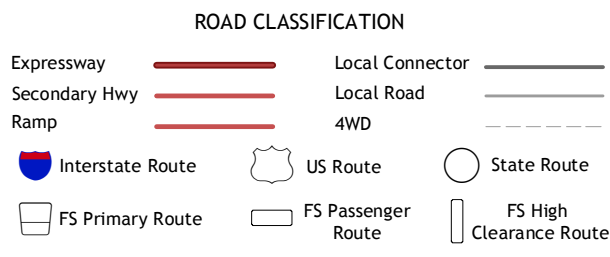 ROAD CLASSIFICATION
Expressway
Local Connector
Secondary Hwy
Local Road
Ramp
4WD
Interstate Route
US Route
State Route
FS Primary Route
FS Passenger
Route
FS High
Clearance Route